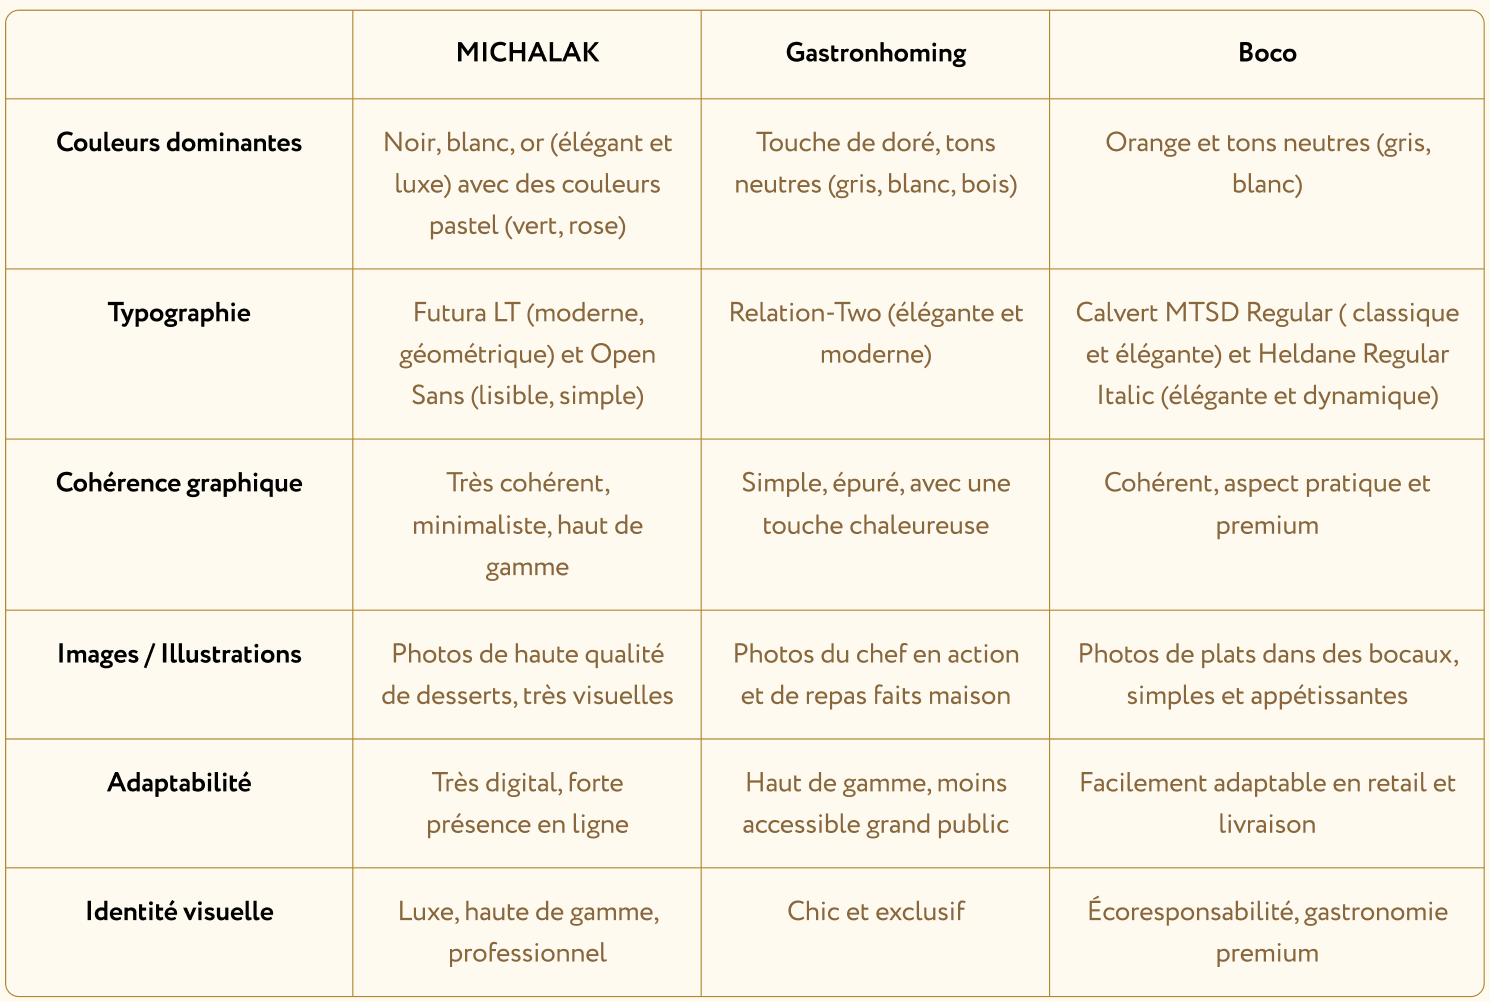 MICHALAK
Gastronhoming
Boco
Couleurs dominantes
Noir, blanc, or (élégant et
luxe) avec des couleurs
pastel (vert, rose)
Touche de doré, tons
neutres (gris, blanc, bois)
Orange et tons neutres (gris,
blanc)
Typographie
Futura LT (moderne,
géométrique) et Open
Sans (lisible, simple)
Relation-Two (élégante et
moderne)
Calvert MTSD Regular ( classique
et élégante) et Heldane Regular
Italic (élégante et dynamique)
Cohérence graphique
Très cohérent,
minimaliste, haut de
gamme
Simple, épuré, avec une
touche chaleureuse
Cohérent, aspect pratique et
premium
Images / Illustrations
Photos de haute qualité
de desserts, très visuelles
Photos du chef en action
et de repas faits maison
Photos de plats dans des bocaux,
simples et appétissantes
Adaptabilité
Très digital, forte
présence en ligne
Haut de gamme, moins
accessible grand public
Facilement adaptable en retail et
livraison
Identité visuelle
Luxe, haute de gamme,
professionnel
Chic et exclusif
Écoresponsabilité, gastronomie
premium